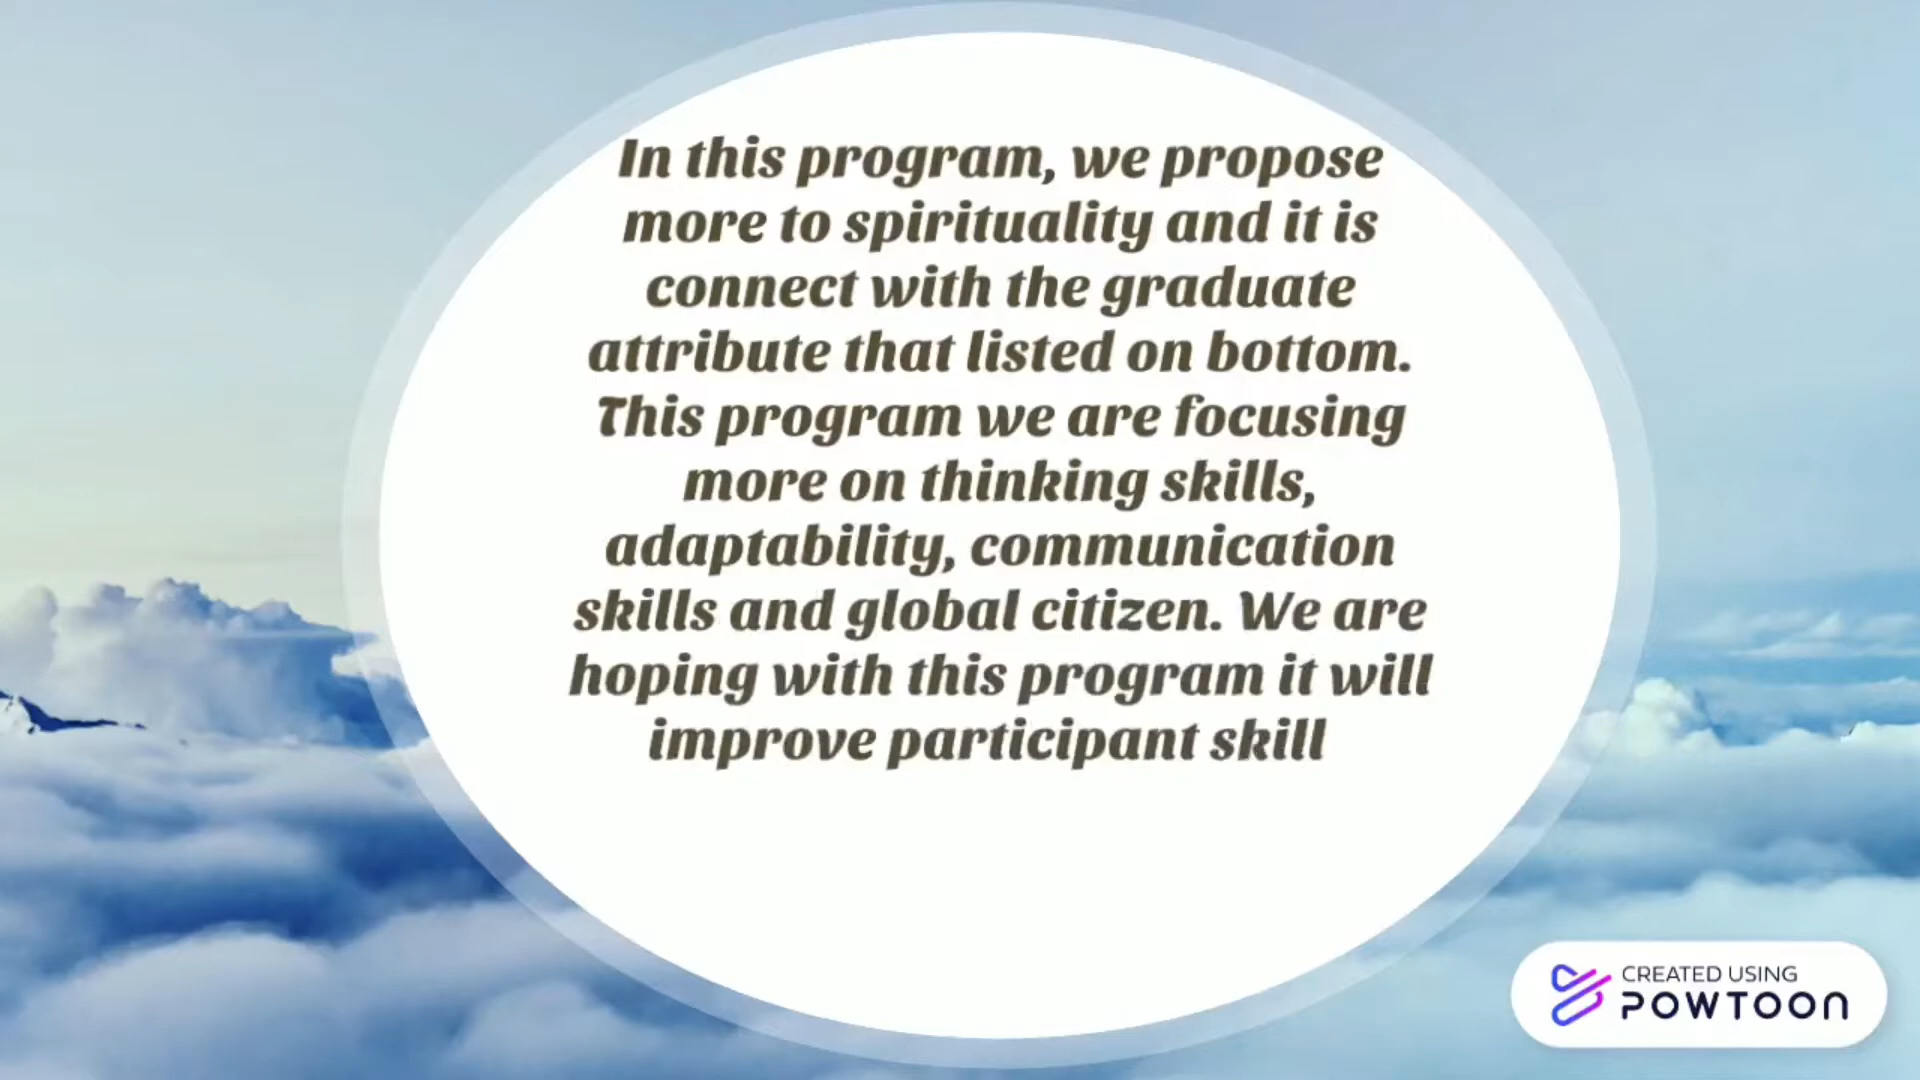 In this program, we propose
more to spirituality and it is
connect with the graduate
attribute that listed on bottom.
This program we are focusing
more on thinking skills,
adaptability, communication
skills and global citizen. We are
hoping with this program it will
improve participant skill
CREATED USING
POWTOON